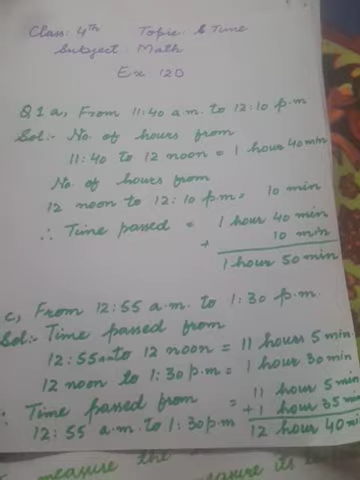 Class: 4th Topic: Time
Subject: Math
Ex 120
Q1 a, From 11:40 a.m. to 12:10 p.m
Sol:- No. of hours from
11:40 to 12 noon = 1 hour 40 min
No. of hours from
12 noon to 12:10 p.m = 10 min
∴ Time passed = 1 hour 40 min
+ 10 min
1 hour 50 min
c, From 12:55 a.m. to 1:30 p.m.
Sol:- Time passed from
12:55 am to 12 noon = 11 hours 5 min
12 noon to 1:30 p.m = 1 hour 30 min
∴ Time passed from = 11 hour 5 min
12:55 a.m. to 1:30 p.m + 1 hour 35 min
12 hour 40 min
measure the